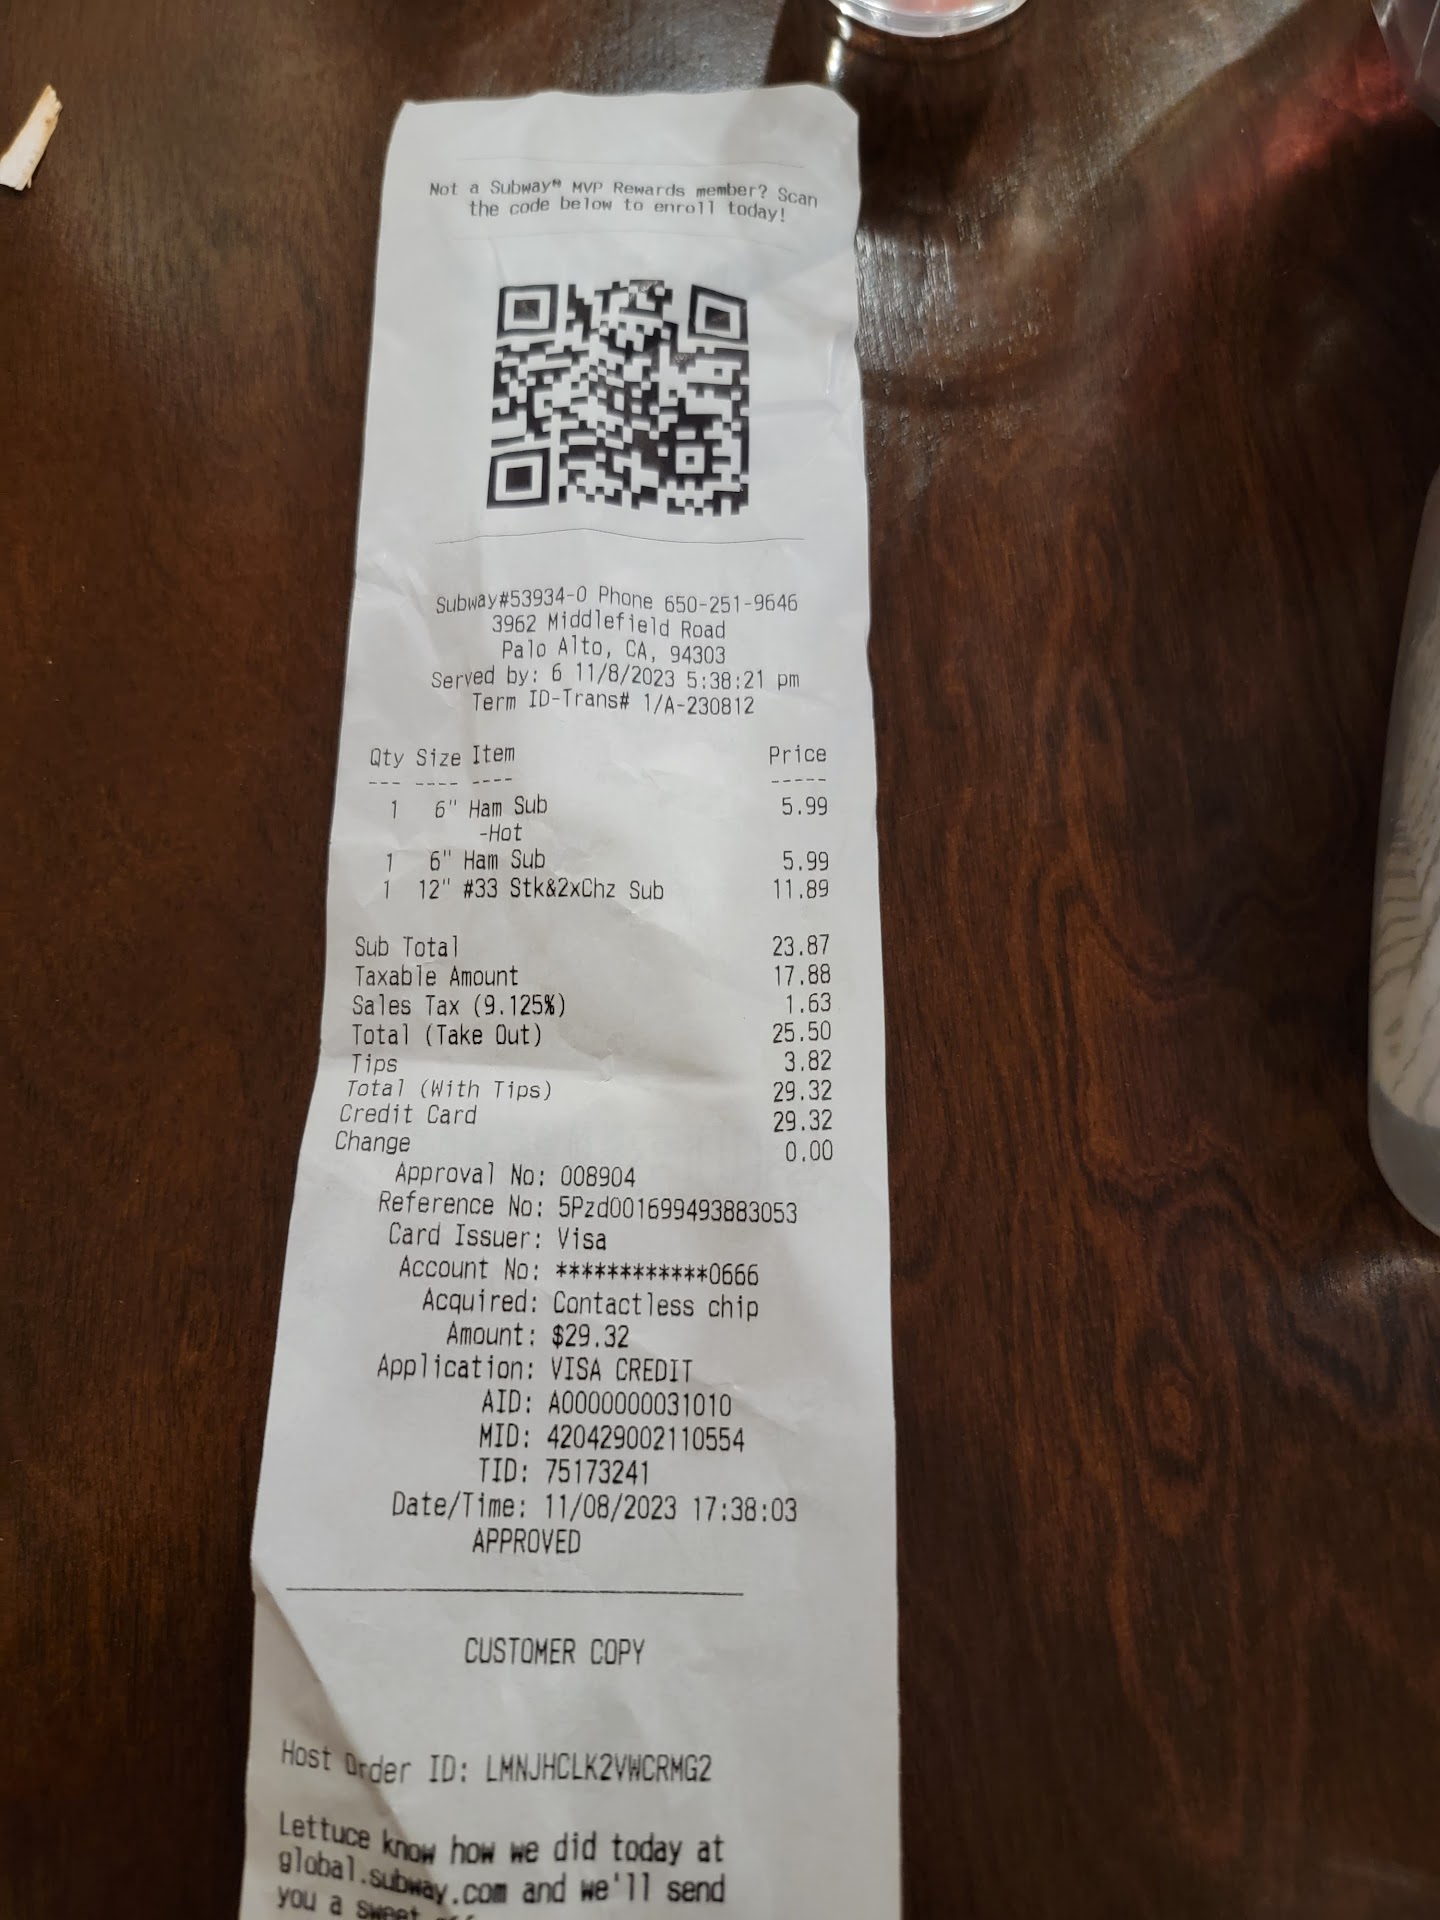 Not a Subway™ MVP Rewards member? Scan
the code below to enroll today!
Subway#53934-0 Phone 650-251-9646
3962 Middlefield Road
Palo Alto, CA, 94303
Served by: 6 11/8/2023 5:38:21 pm
Term ID-Trans# 1/A-230812
Qty Size Item Price
--- ---- ---- -----
1 6" Ham Sub 5.99
-Hot
1 6" Ham Sub 5.99
1 12" #33 Stk&2xChz Sub 11.89
Sub Total 23.87
Taxable Amount 17.88
Sales Tax (9.125%) 1.63
Total (Take Out) 25.50
Tips 3.82
Total (With Tips) 29.32
Credit Card 29.32
Change 0.00
Approval No: 008904
Reference No: 5Pzd001699493883053
Card Issuer: Visa
Account No: ************0666
Acquired: Contactless chip
Amount: $29.32
Application: VISA CREDIT
AID: A0000000031010
MID: 420429002110554
TID: 75173241
Date/Time: 11/08/2023 17:38:03
APPROVED
CUSTOMER COPY
Host Order ID: LMNJHCLK2VWCRMG2
Lettuce know how we did today at
global.subway.com and we'll send
you a sweet